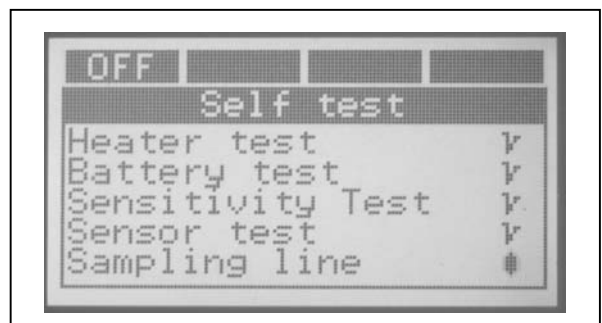 OFF
Self test
Heater test
Battery test
Sensitivity Test
Sensor test
Sampling line